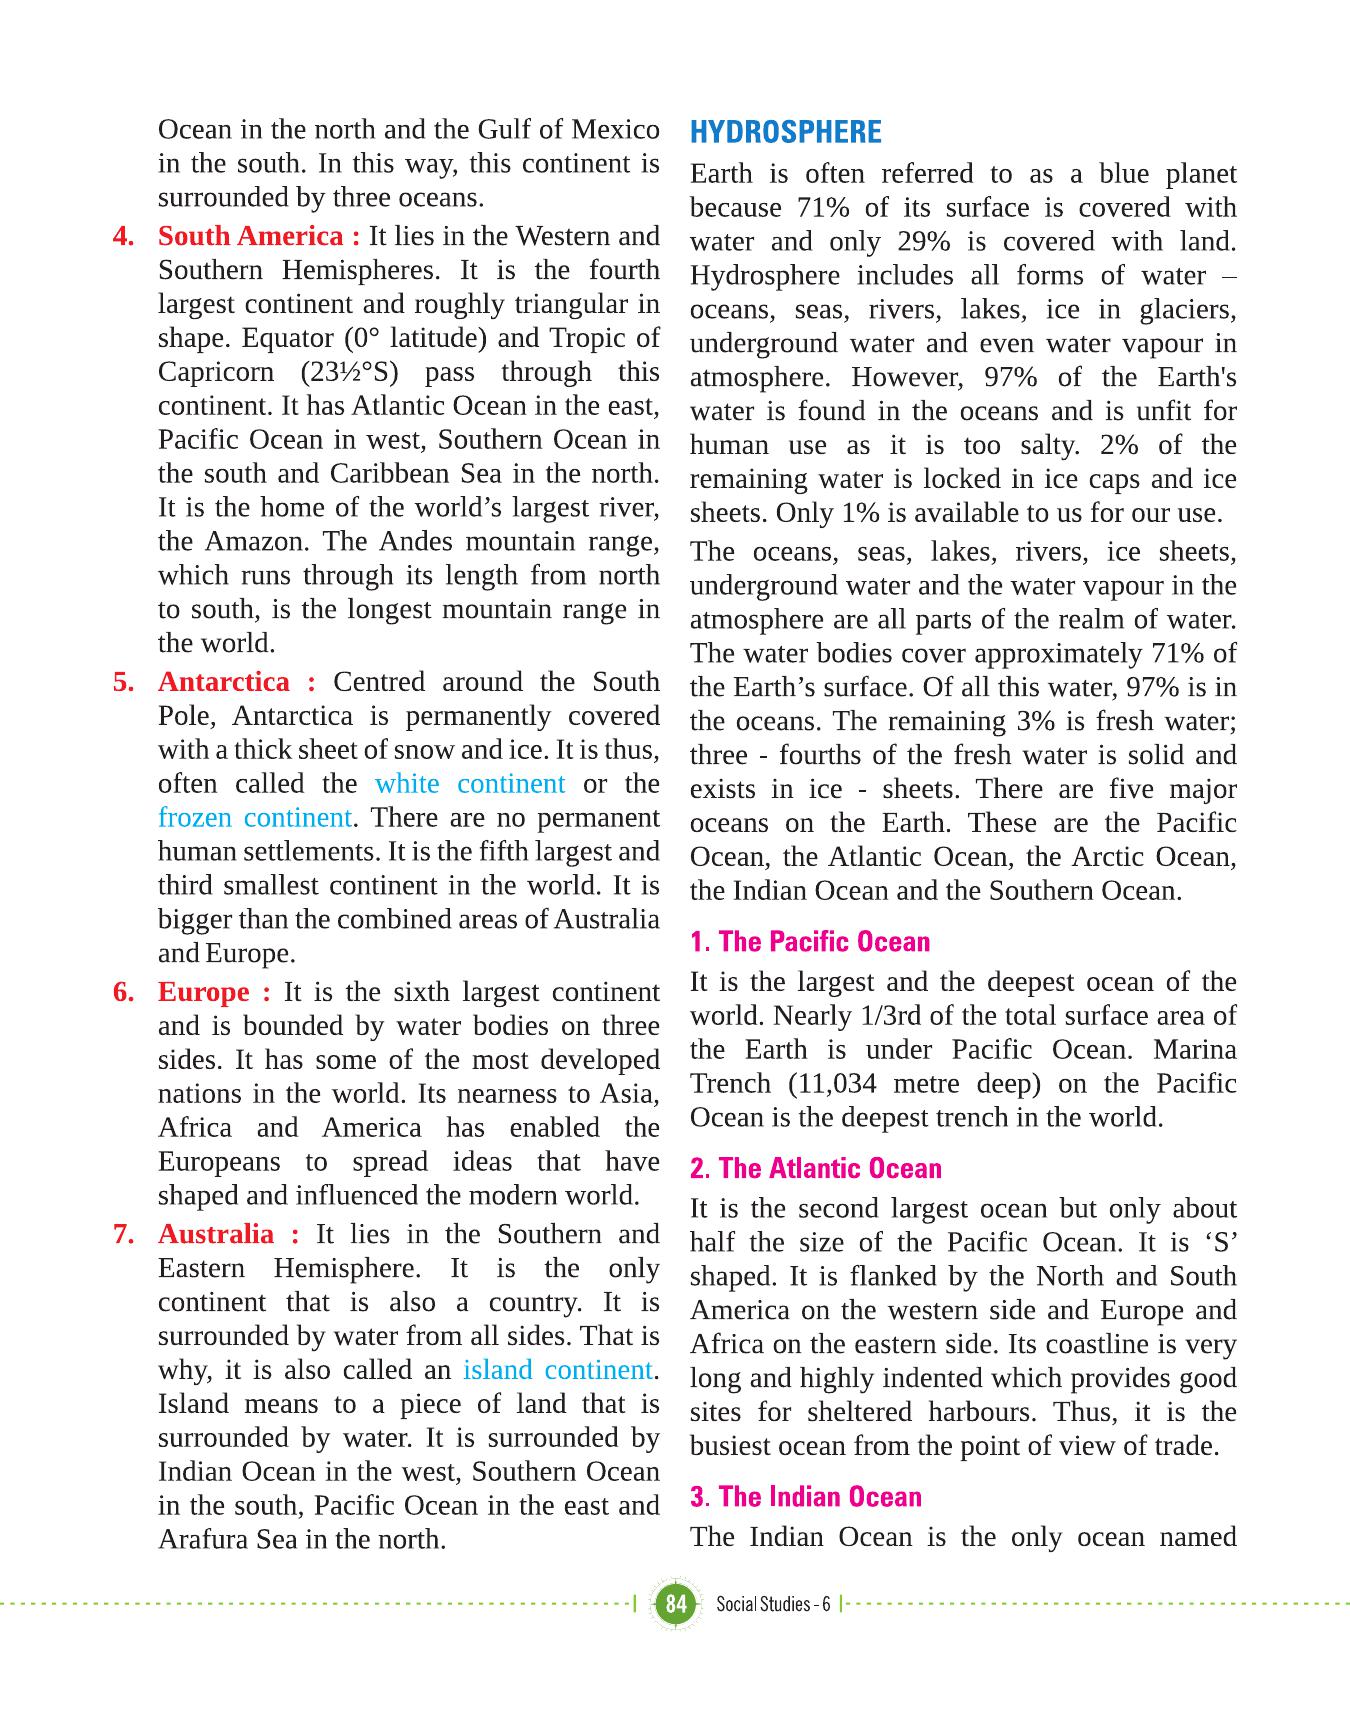 Ocean in the north and the Gulf of Mexico
in the south. In this way, this continent is
surrounded by three oceans.
4. South America : It lies in the Western and
Southern Hemispheres. It is the fourth
largest continent and roughly triangular in
shape. Equator (0° latitude) and Tropic of
Capricorn (23½°S) pass through this
continent. It has Atlantic Ocean in the east,
Pacific Ocean in west, Southern Ocean in
the south and Caribbean Sea in the north.
It is the home of the world’s largest river,
the Amazon. The Andes mountain range,
which runs through its length from north
to south, is the longest mountain range in
the world.
5. Antarctica : Centred around the South
Pole, Antarctica is permanently covered
with a thick sheet of snow and ice. It is thus,
often called the white continent or the
frozen continent. There are no permanent
human settlements. It is the fifth largest and
third smallest continent in the world. It is
bigger than the combined areas of Australia
and Europe.
6. Europe : It is the sixth largest continent
and is bounded by water bodies on three
sides. It has some of the most developed
nations in the world. Its nearness to Asia,
Africa and America has enabled the
Europeans to spread ideas that have
shaped and influenced the modern world.
7. Australia : It lies in the Southern and
Eastern Hemisphere. It is the only
continent that is also a country. It is
surrounded by water from all sides. That is
why, it is also called an island continent.
Island means to a piece of land that is
surrounded by water. It is surrounded by
Indian Ocean in the west, Southern Ocean
in the south, Pacific Ocean in the east and
Arafura Sea in the north.
HYDROSPHERE
Earth is often referred to as a blue planet
because 71% of its surface is covered with
water and only 29% is covered with land.
Hydrosphere includes all forms of water –
oceans, seas, rivers, lakes, ice in glaciers,
underground water and even water vapour in
atmosphere. However, 97% of the Earth's
water is found in the oceans and is unfit for
human use as it is too salty. 2% of the
remaining water is locked in ice caps and ice
sheets. Only 1% is available to us for our use.
The oceans, seas, lakes, rivers, ice sheets,
underground water and the water vapour in the
atmosphere are all parts of the realm of water.
The water bodies cover approximately 71% of
the Earth’s surface. Of all this water, 97% is in
the oceans. The remaining 3% is fresh water;
three - fourths of the fresh water is solid and
exists in ice - sheets. There are five major
oceans on the Earth. These are the Pacific
Ocean, the Atlantic Ocean, the Arctic Ocean,
the Indian Ocean and the Southern Ocean.
1. The Pacific Ocean
It is the largest and the deepest ocean of the
world. Nearly 1/3rd of the total surface area of
the Earth is under Pacific Ocean. Marina
Trench (11,034 metre deep) on the Pacific
Ocean is the deepest trench in the world.
2. The Atlantic Ocean
It is the second largest ocean but only about
half the size of the Pacific Ocean. It is ‘S’
shaped. It is flanked by the North and South
America on the western side and Europe and
Africa on the eastern side. Its coastline is very
long and highly indented which provides good
sites for sheltered harbours. Thus, it is the
busiest ocean from the point of view of trade.
3. The Indian Ocean
The Indian Ocean is the only ocean named
84 Social Studies - 6